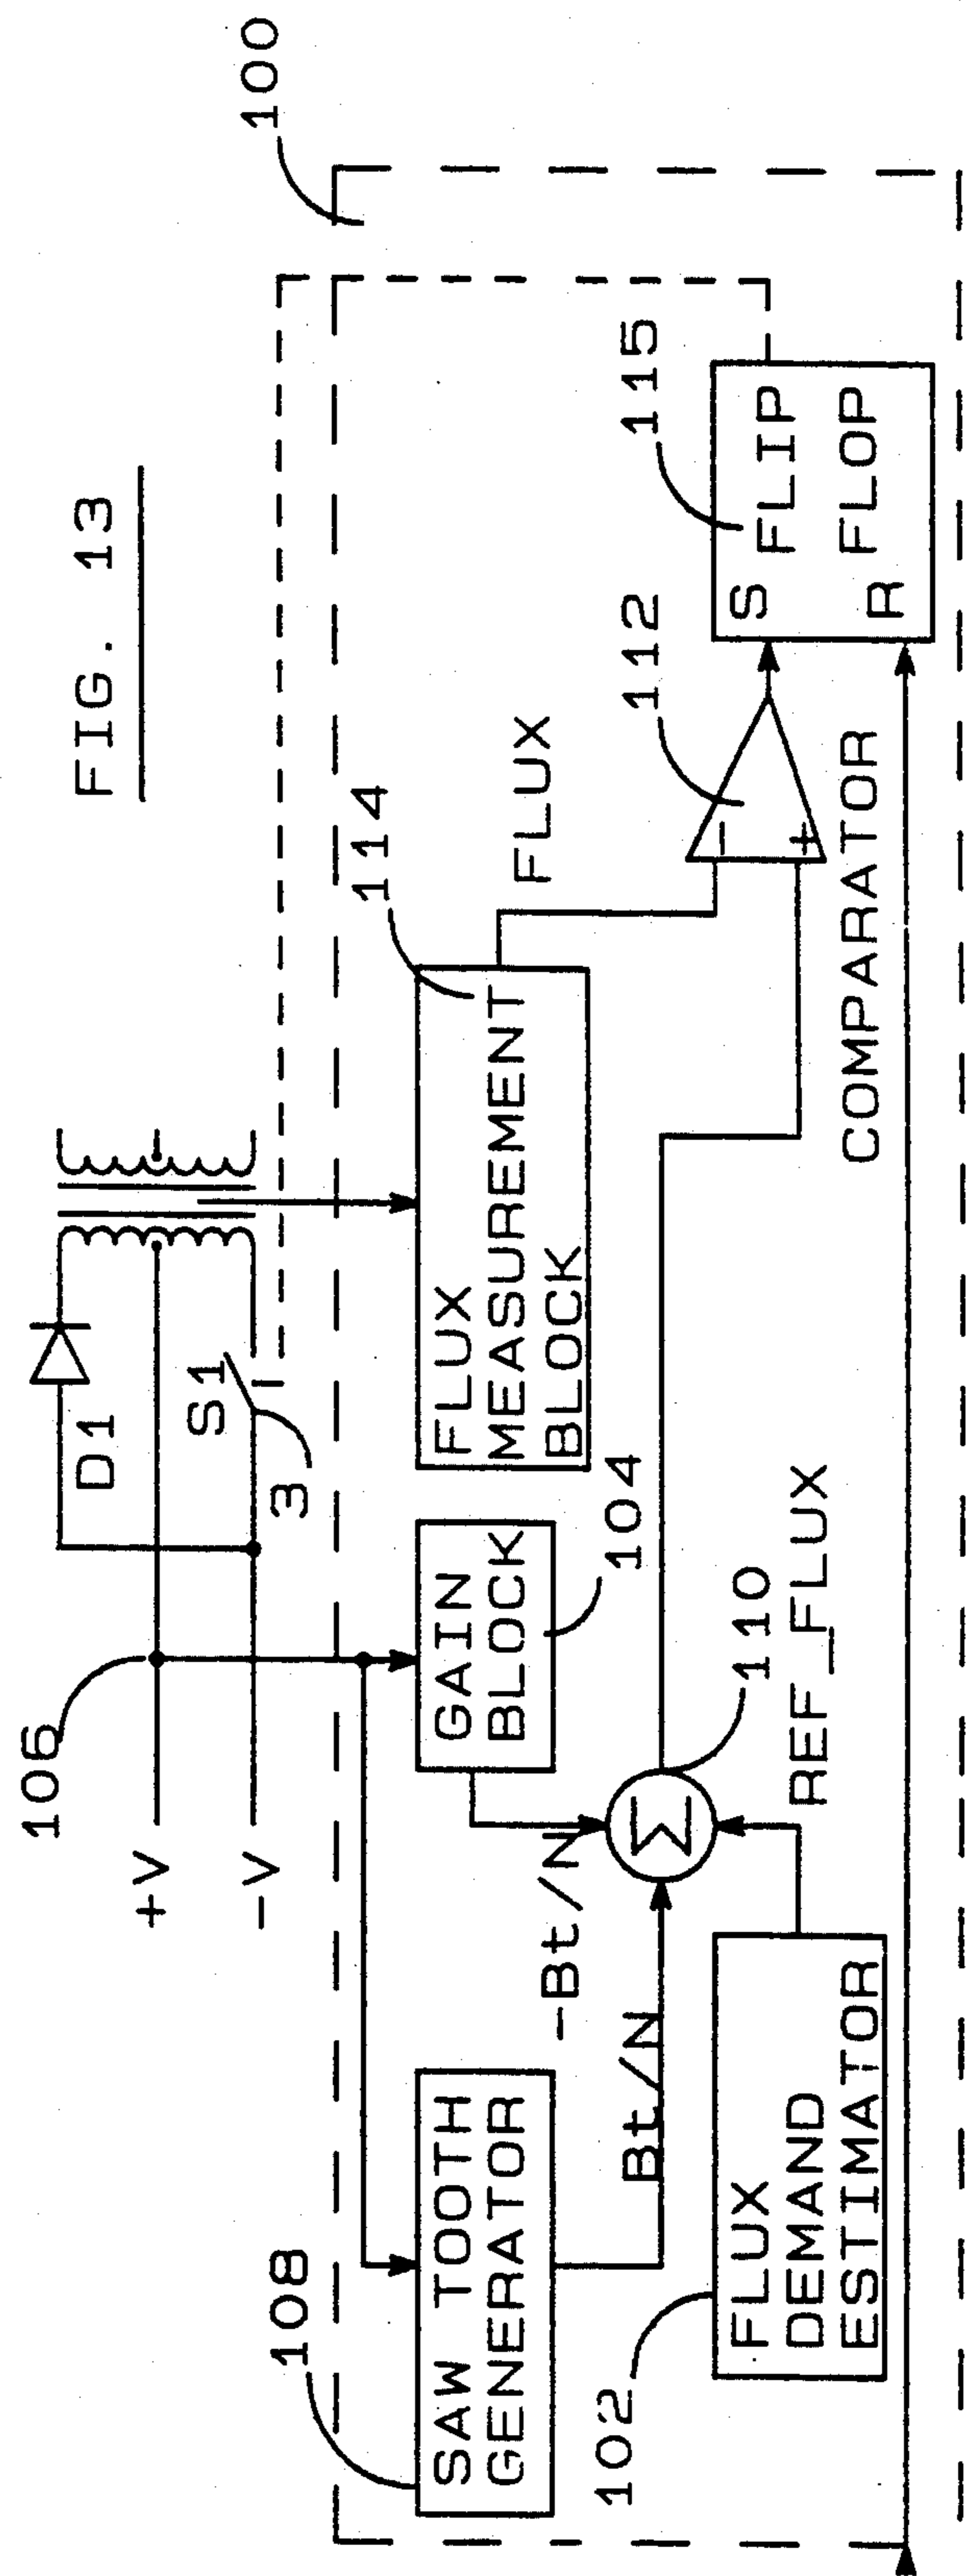 FIG. 13
100
106
+V
-V
D1
S1
3
108
SAW TOOTH
GENERATOR
GAIN
BLOCK
104
114
FLUX
MEASUREMENT
BLOCK
FLUX
-Bt/N
Bt/N
Σ
110
REF_FLUX
102
FLUX
DEMAND
ESTIMATOR
112
-
+
COMPARATOR
115
S
FLIP
FLOP
R